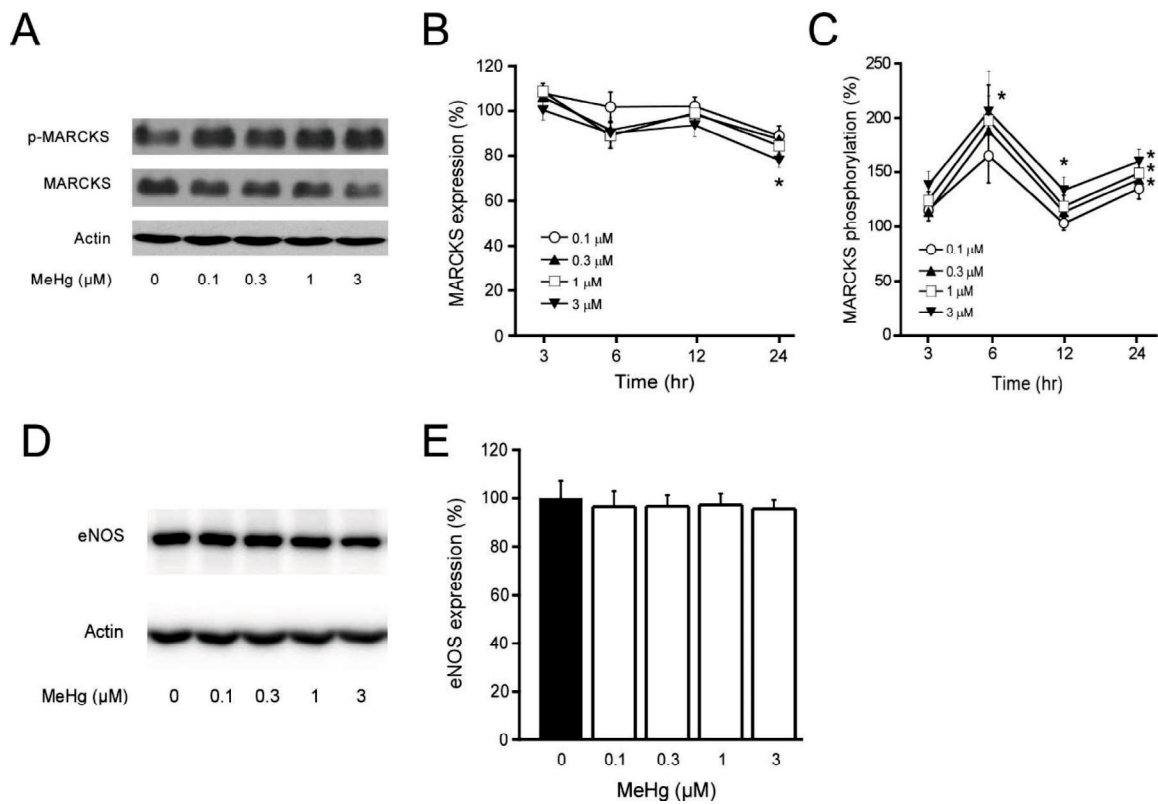 A
p-MARCKS
MARCKS
Actin
MeHg (µM) 0 0.1 0.3 1 3
B
MARCKS expression (%)
120
100
80
60
40
20
0
*
0.1 µM
0.3 µM
1 µM
3 µM
3 6 12 24
Time (hr)
C
MARCKS phosphorylation (%)
250
200
150
100
50
0
*
*
*
*
*
0.1 µM
0.3 µM
1 µM
3 µM
3 6 12 24
Time (hr)
D
eNOS
Actin
MeHg (µM) 0 0.1 0.3 1 3
E
eNOS expression (%)
120
100
80
60
40
20
0
0 0.1 0.3 1 3
MeHg (µM)